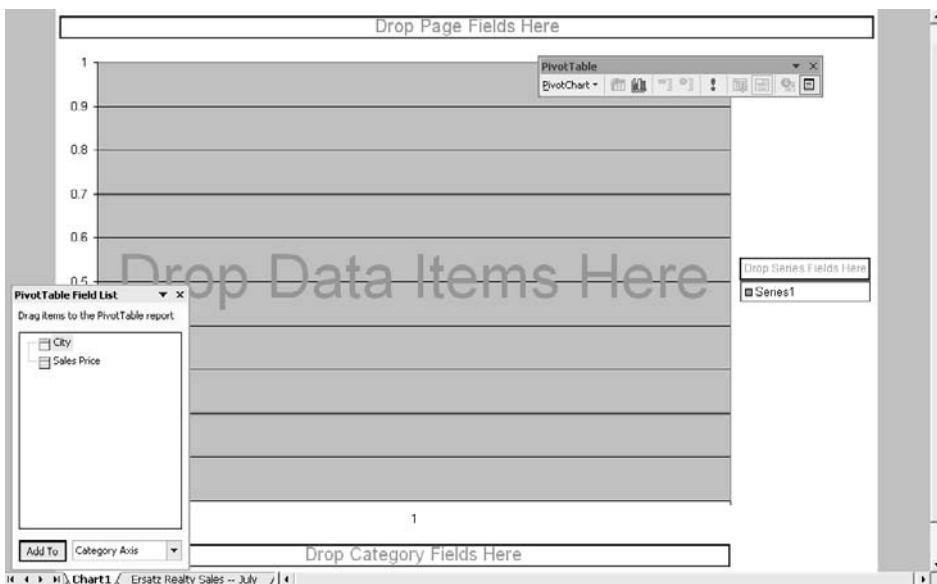 Drop Page Fields Here
PivotTable
PivotChart
1
0.9
0.8
0.7
0.6
0.5
Drop Data Items Here
Drop Series Fields Here
Series1
PivotTable Field List
Drag items to the PivotTable report
City
Sales Price
Add To
Category Axis
1
Drop Category Fields Here
Chart1
Ersatz Realty Sales -- July